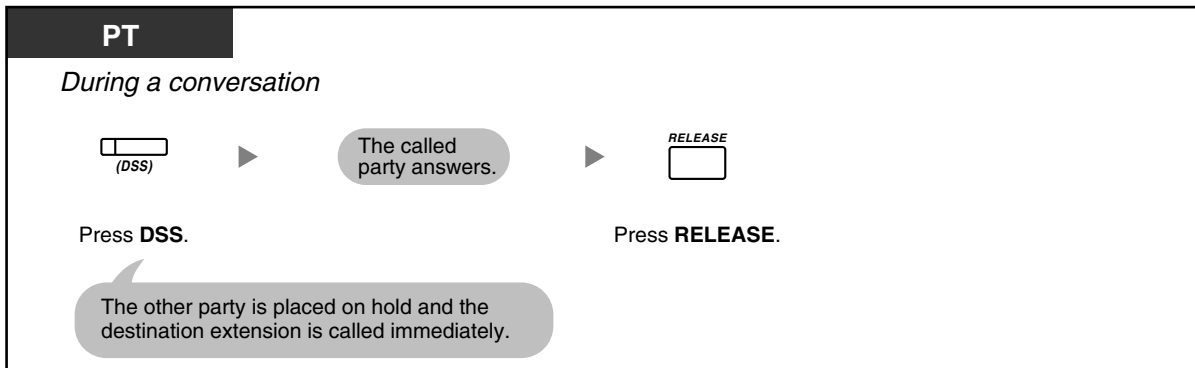 PT
During a conversation
RELEASE
(DSS)
The called
party answers.
Press DSS.
Press RELEASE.
The other party is placed on hold and the
destination extension is called immediately.